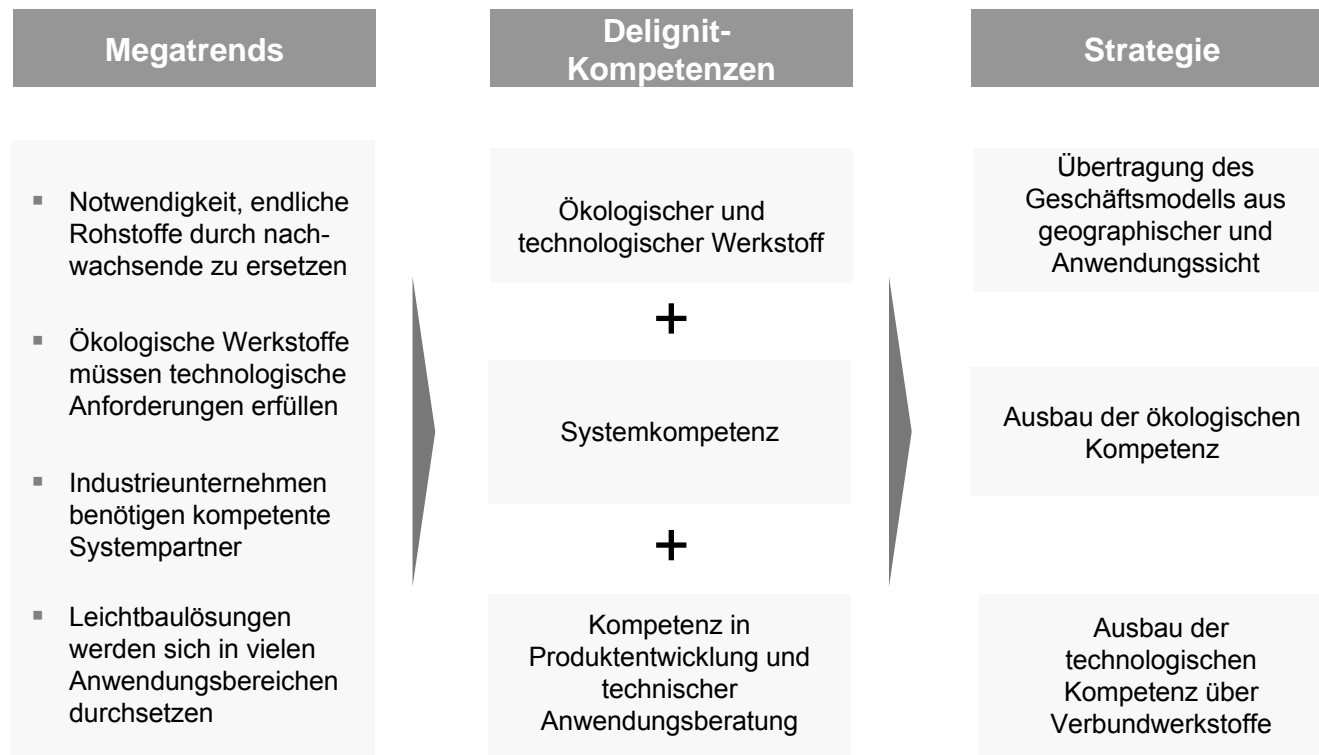 Megatrends
Notwendigkeit, endliche
Rohstoffe durch nach-
wachsende zu ersetzen
Ökologische Werkstoffe
müssen technologische
Anforderungen erfüllen
Industrieunternehmen
benötigen kompetente
Systempartner
Leichtbaulösungen
werden sich in vielen
Anwendungsbereichen
durchsetzen
Delignit-
Kompetenzen
Ökologischer und
technologischer Werkstoff
+
Systemkompetenz
+
Kompetenz in
Produktentwicklung und
technischer
Anwendungsberatung
Strategie
Übertragung des
Geschäftsmodells aus
geographischer und
Anwendungssicht
Ausbau der ökologischen
Kompetenz
Ausbau der
technologischen
Kompetenz über
Verbundwerkstoffe